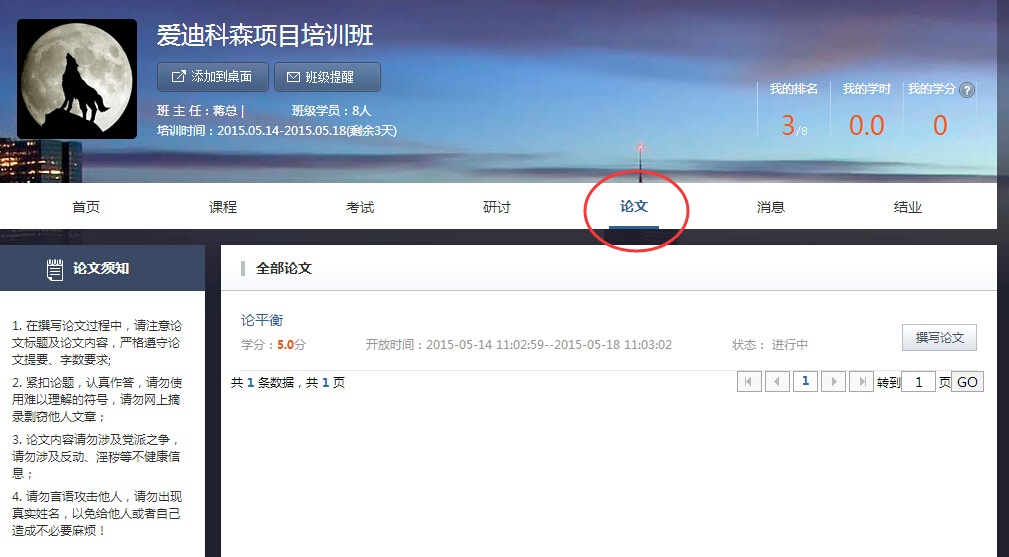 爱迪科森项目培训班
添加到桌面 班级提醒
班 主 任：蒋总 | 班级学员：8人
培训时间：2015.05.14-2015.05.18(剩余3天)
我的排名 我的学时 我的学分 ?
3/8 0.0 0
首页 课程 考试 研讨 论文 消息 结业
论文须知
1. 在撰写论文过程中，请注意论
文标题及论文内容，严格遵守论
文提要、字数要求;
2. 紧扣论题，认真作答，请勿使
用难以理解的符号，请勿网上摘
录剽窃他人文章；
3. 论文内容请勿涉及党派之争，
请勿涉及反动、淫秽等不健康信
息；
4. 请勿言语攻击他人，请勿出现
真实姓名，以免给他人或者自己
造成不必要麻烦！
全部论文
论平衡
学分：5.0分 开放时间：2015-05-14 11:02:59--2015-05-18 11:03:02 状态： 进行中
撰写论文
共 1 条数据，共 1 页
1 转到 1 页 GO